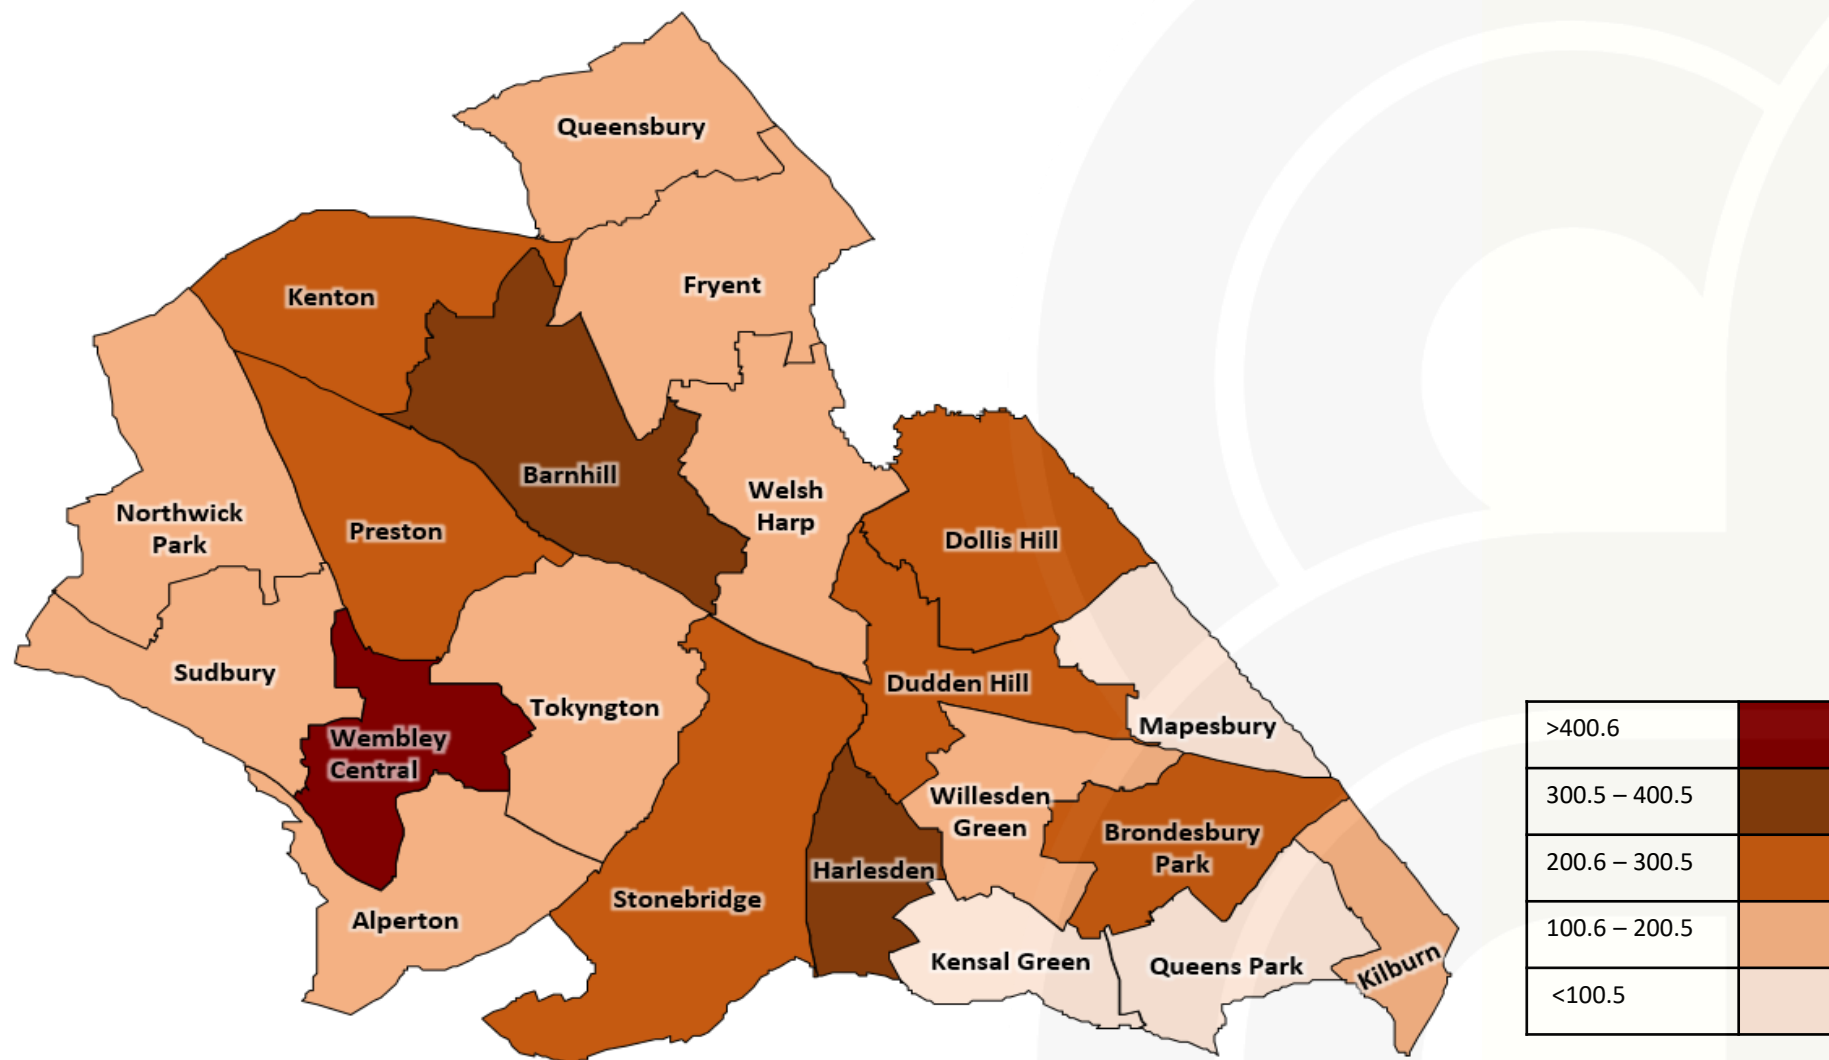 Queensbury
Kenton
Fryent
Barnhill
Welsh
Harp
Northwick
Park
Preston
Dollis Hill
Sudbury
Dudden Hill
Tokyngton
Mapesbury
Wembley
Central
Willesden
Green
Brondesbury
Park
Harlesden
Stonebridge
Alperton
Kensal Green
Queens Park
Kilburn
>400.6
300.5 – 400.5
200.6 – 300.5
100.6 – 200.5
<100.5